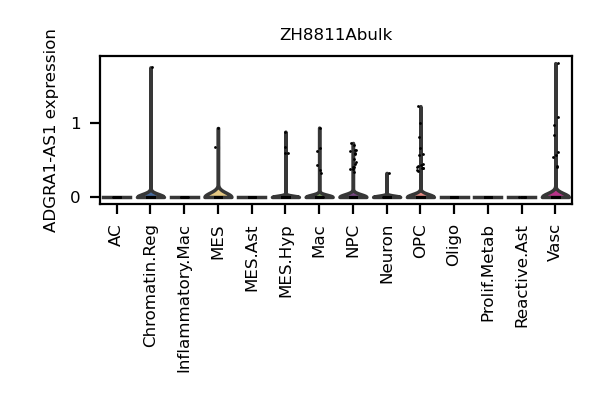 ZH8811Abulk
ADGRA1-AS1 expression
1
0
AC
Chromatin.Reg
Inflammatory.Mac
MES
MES.Ast
MES.Hyp
Mac
NPC
Neuron
OPC
Oligo
Prolif.Metab
Reactive.Ast
Vasc